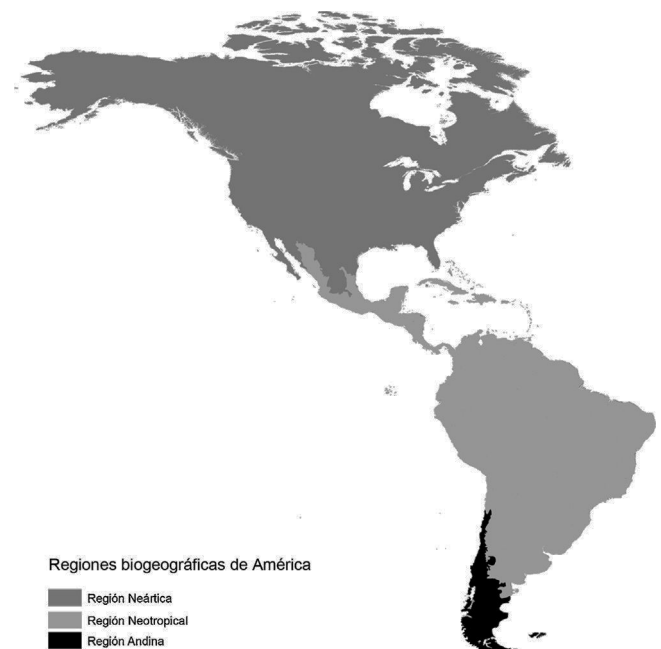 Regiones biogeográficas de América
Región Neártica
Región Neotropical
Región Andina